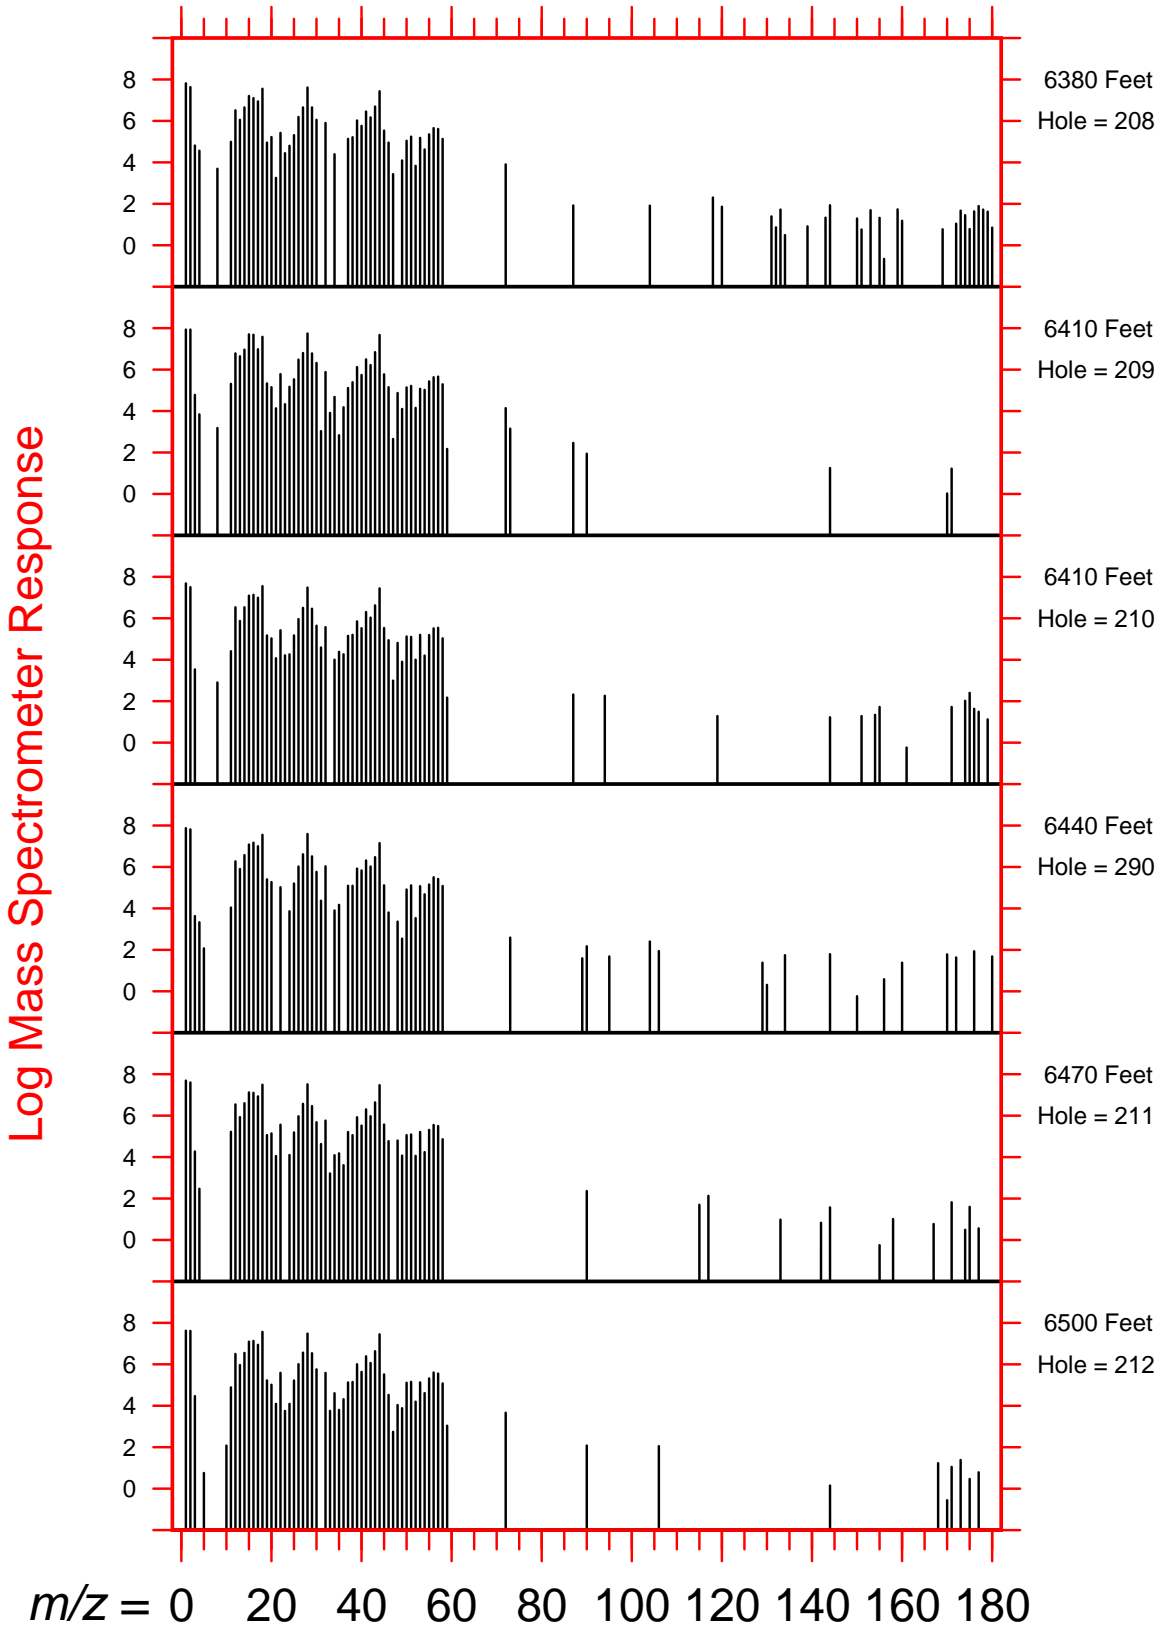 8
6
4
2
0
6380 Feet
Hole = 208
8
6
4
2
0
6410 Feet
Hole = 209
8
6
4
2
0
6410 Feet
Hole = 210
8
6
4
2
0
6440 Feet
Hole = 290
8
6
4
2
0
6470 Feet
Hole = 211
8
6
4
2
0
6500 Feet
Hole = 212
Log Mass Spectrometer Response
m/z = 0 20 40 60 80 100 120 140 160 180